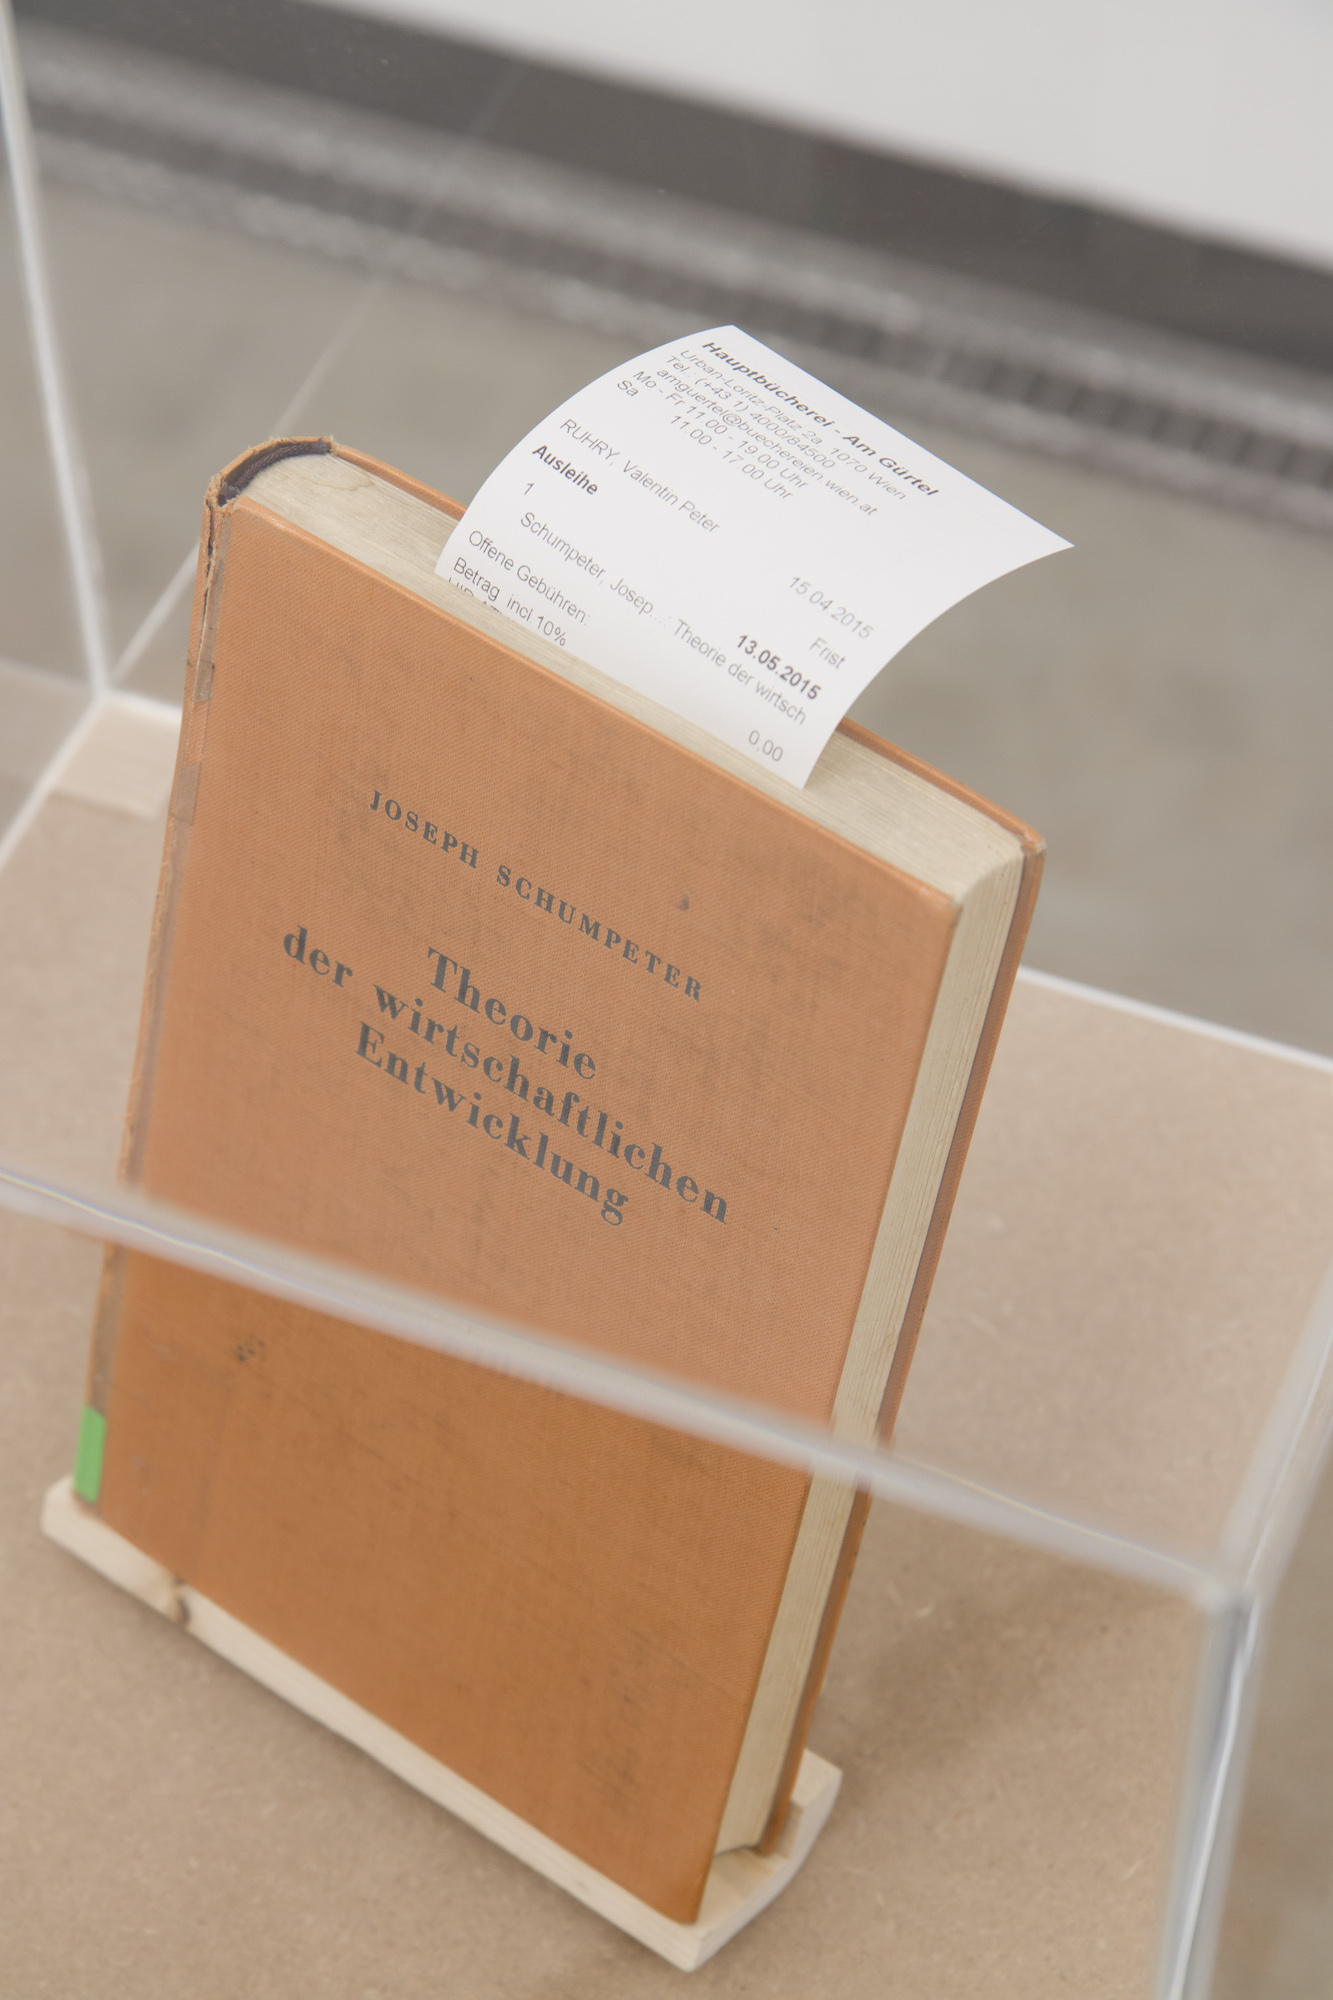 Hauptbücherei - Am Gürtel
Urban-Loritz-Platz 2a, 1070 Wien
Tel.: (+43 1) 4000/84500
amguertel@buechereien.wien.at
Mo - Fr 11.00 - 19.00 Uhr
Sa 11.00 - 17.00 Uhr
RUHRY, Valentin Peter
15.04.2015
Ausleihe
Frist
1
13.05.2015
Schumpeter, Josep...: Theorie der wirtsch
Offene Gebühren:
0,00
Betrag incl 10%
JOSEPH SCHUMPETER
Theorie
der wirtschaftlichen
Entwicklung